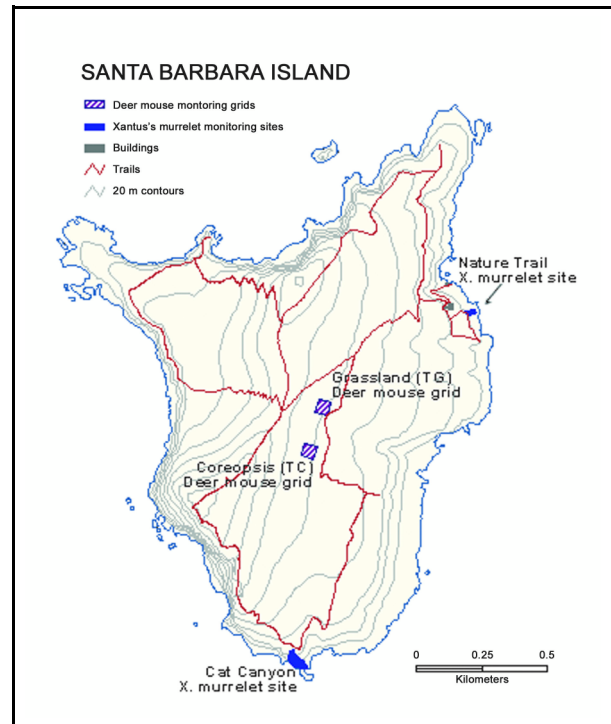 SANTA BARBARA ISLAND
Deer mouse montoring grids
Xantus's murrelet monitoring sites
Buildings
Trails
20 m contours
Nature Trail
X. murrelet site
Grassland (TG)
Deer mouse grid
Coreopsis (TC)
Deer mouse grid
Cat Canyon
X. murrelet site
0 0.25 0.5
Kilometers